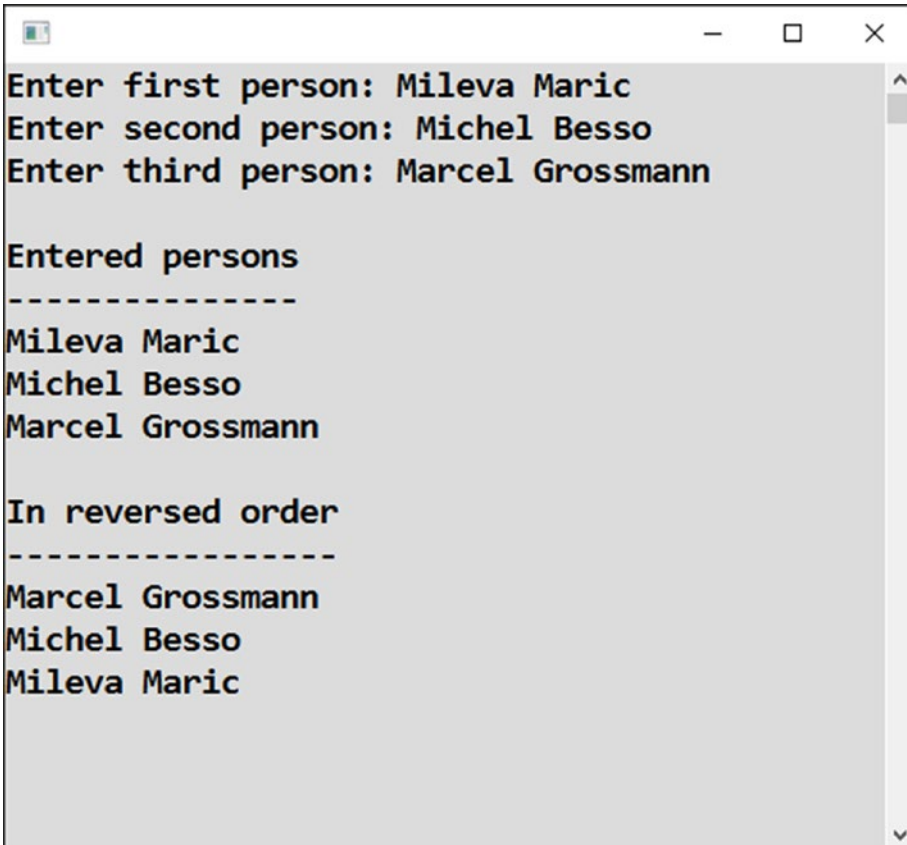 Enter first person: Mileva Maric
Enter second person: Michel Besso
Enter third person: Marcel Grossmann
Entered persons
---------------
Mileva Maric
Michel Besso
Marcel Grossmann
In reversed order
-----------------
Marcel Grossmann
Michel Besso
Mileva Maric